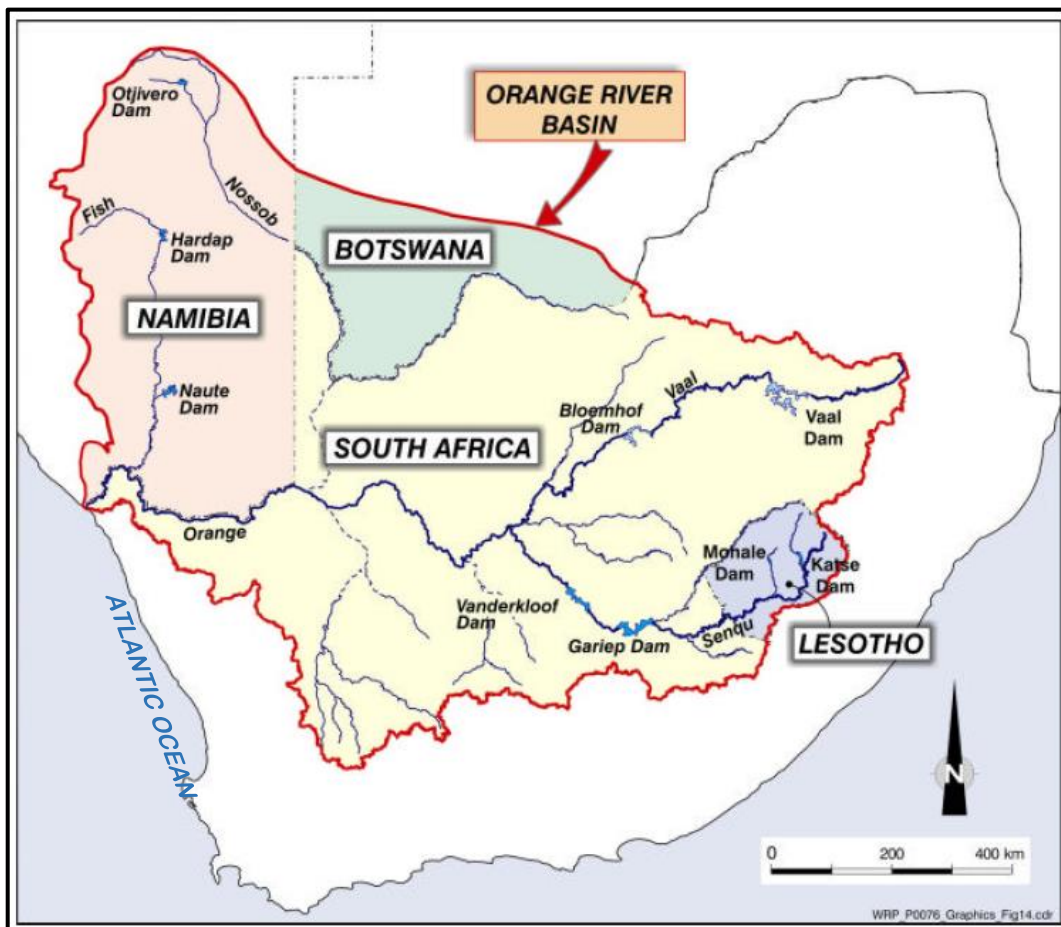 ORANGE RIVER
BASIN
Otjivero
Dam
Nossob
Fish
Hardap
Dam
BOTSWANA
NAMIBIA
Naute
Dam
Vaal
Bloemhof
Dam
Vaal
Dam
SOUTH AFRICA
Orange
Mohale
Dam
Katse
Dam
Vanderkloof
Dam
Gariep Dam
Senqu
LESOTHO
ATLANTIC OCEAN
N
0 200 400 km
WRP_P0076_Graphics_Fig14.cdr